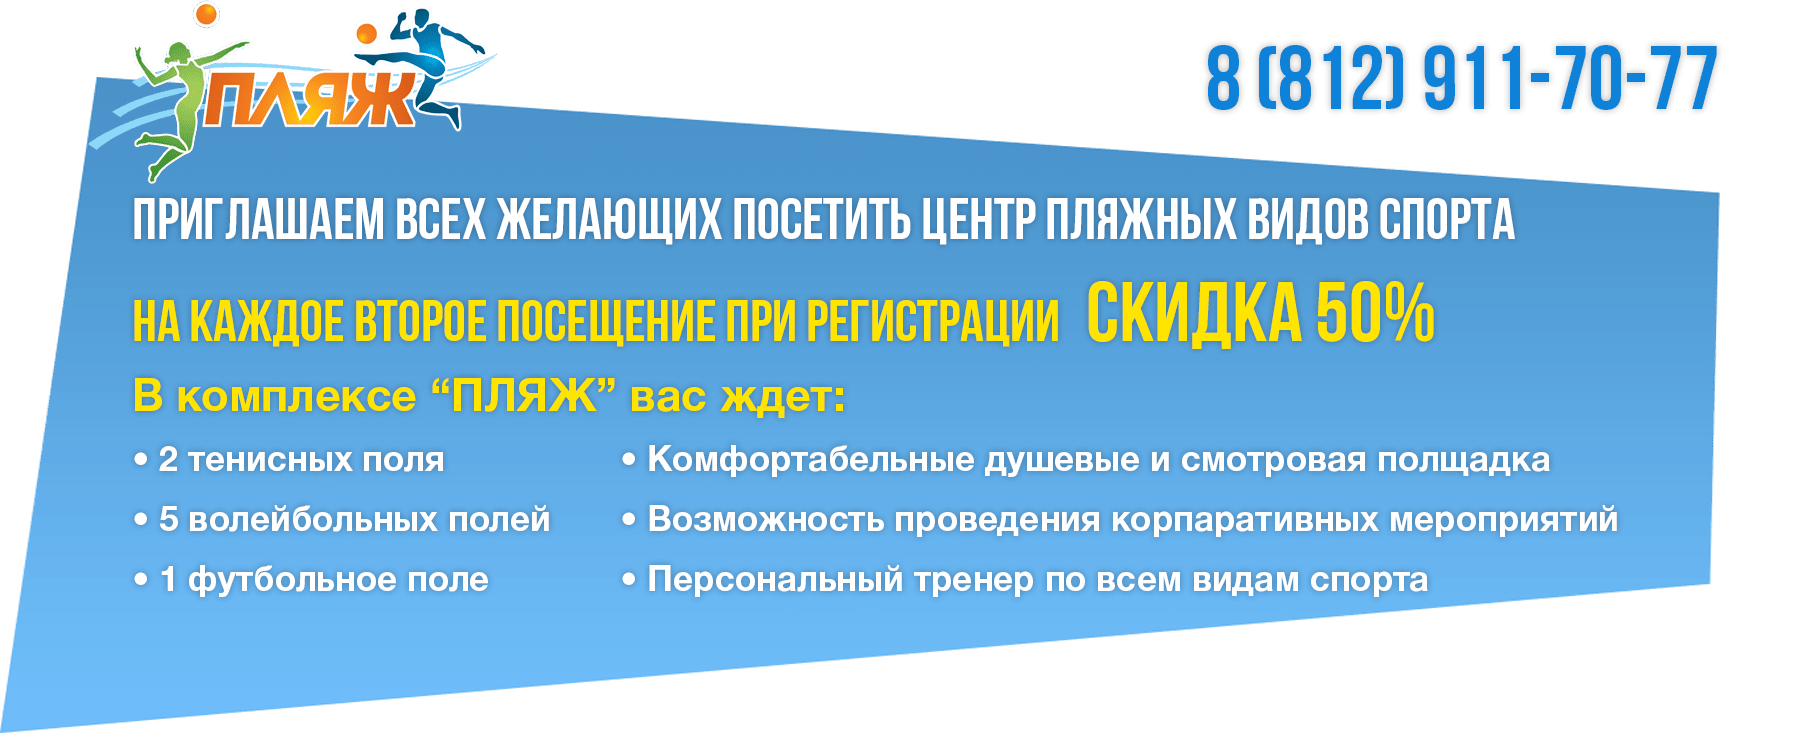 ПЛЯЖ
8 (812) 911-70-77
ПРИГЛАШАЕМ ВСЕХ ЖЕЛАЮЩИХ ПОСЕТИТЬ ЦЕНТР ПЛЯЖНЫХ ВИДОВ СПОРТА
НА КАЖДОЕ ВТОРОЕ ПОСЕЩЕНИЕ ПРИ РЕГИСТРАЦИИ СКИДКА 50%
В комплексе “ПЛЯЖ” вас ждет:
• 2 тенисных поля
• 5 волейбольных полей
• 1 футбольное поле
• Комфортабельные душевые и смотровая полщадка
• Возможность проведения корпаративных мероприятий
• Персональный тренер по всем видам спорта